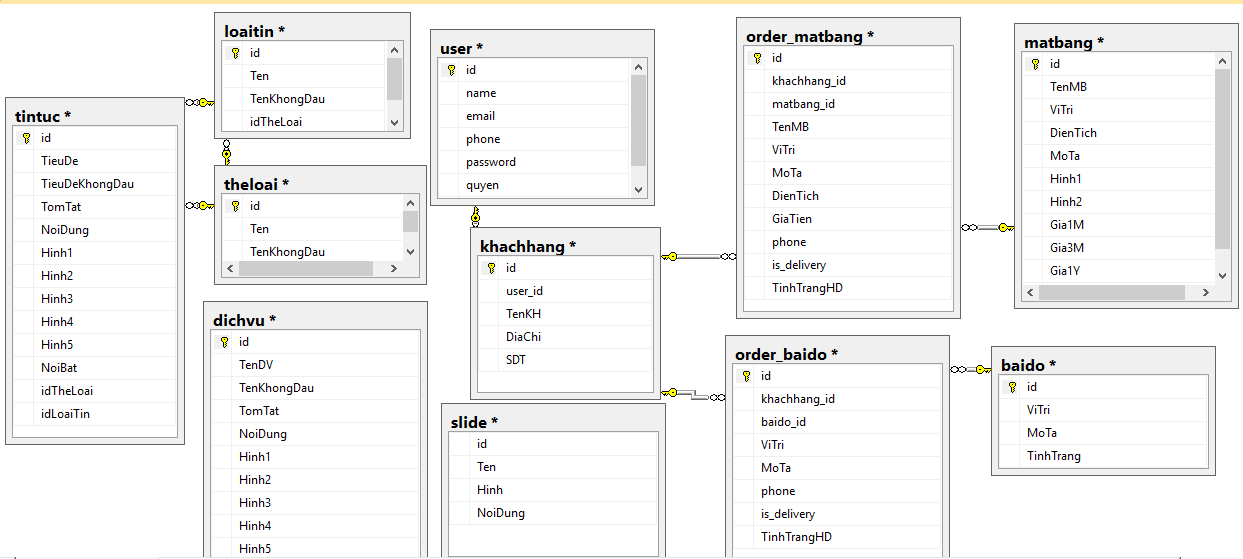 loaitin *
id
Ten
TenKhongDau
idTheLoai
user *
id
name
email
phone
password
quyen
order_matbang *
id
khachhang_id
matbang_id
TenMB
ViTri
MoTa
DienTich
GiaTien
phone
is_delivery
TinhTrangHD
matbang *
id
TenMB
ViTri
DienTich
MoTa
Hinh1
Hinh2
Gia1M
Gia3M
Gia1Y
tintuc *
id
TieuDe
TieuDeKhongDau
TomTat
NoiDung
Hinh1
Hinh2
Hinh3
Hinh4
Hinh5
NoiBat
idTheLoai
idLoaiTin
theloai *
id
Ten
TenKhongDau
khachhang *
id
user_id
TenKH
DiaChi
SDT
dichvu *
id
TenDV
TenKhongDau
TomTat
NoiDung
Hinh1
Hinh2
Hinh3
Hinh4
Hinh5
slide *
id
Ten
Hinh
NoiDung
order_baido *
id
khachhang_id
baido_id
ViTri
MoTa
phone
is_delivery
TinhTrangHD
baido *
id
ViTri
MoTa
TinhTrang